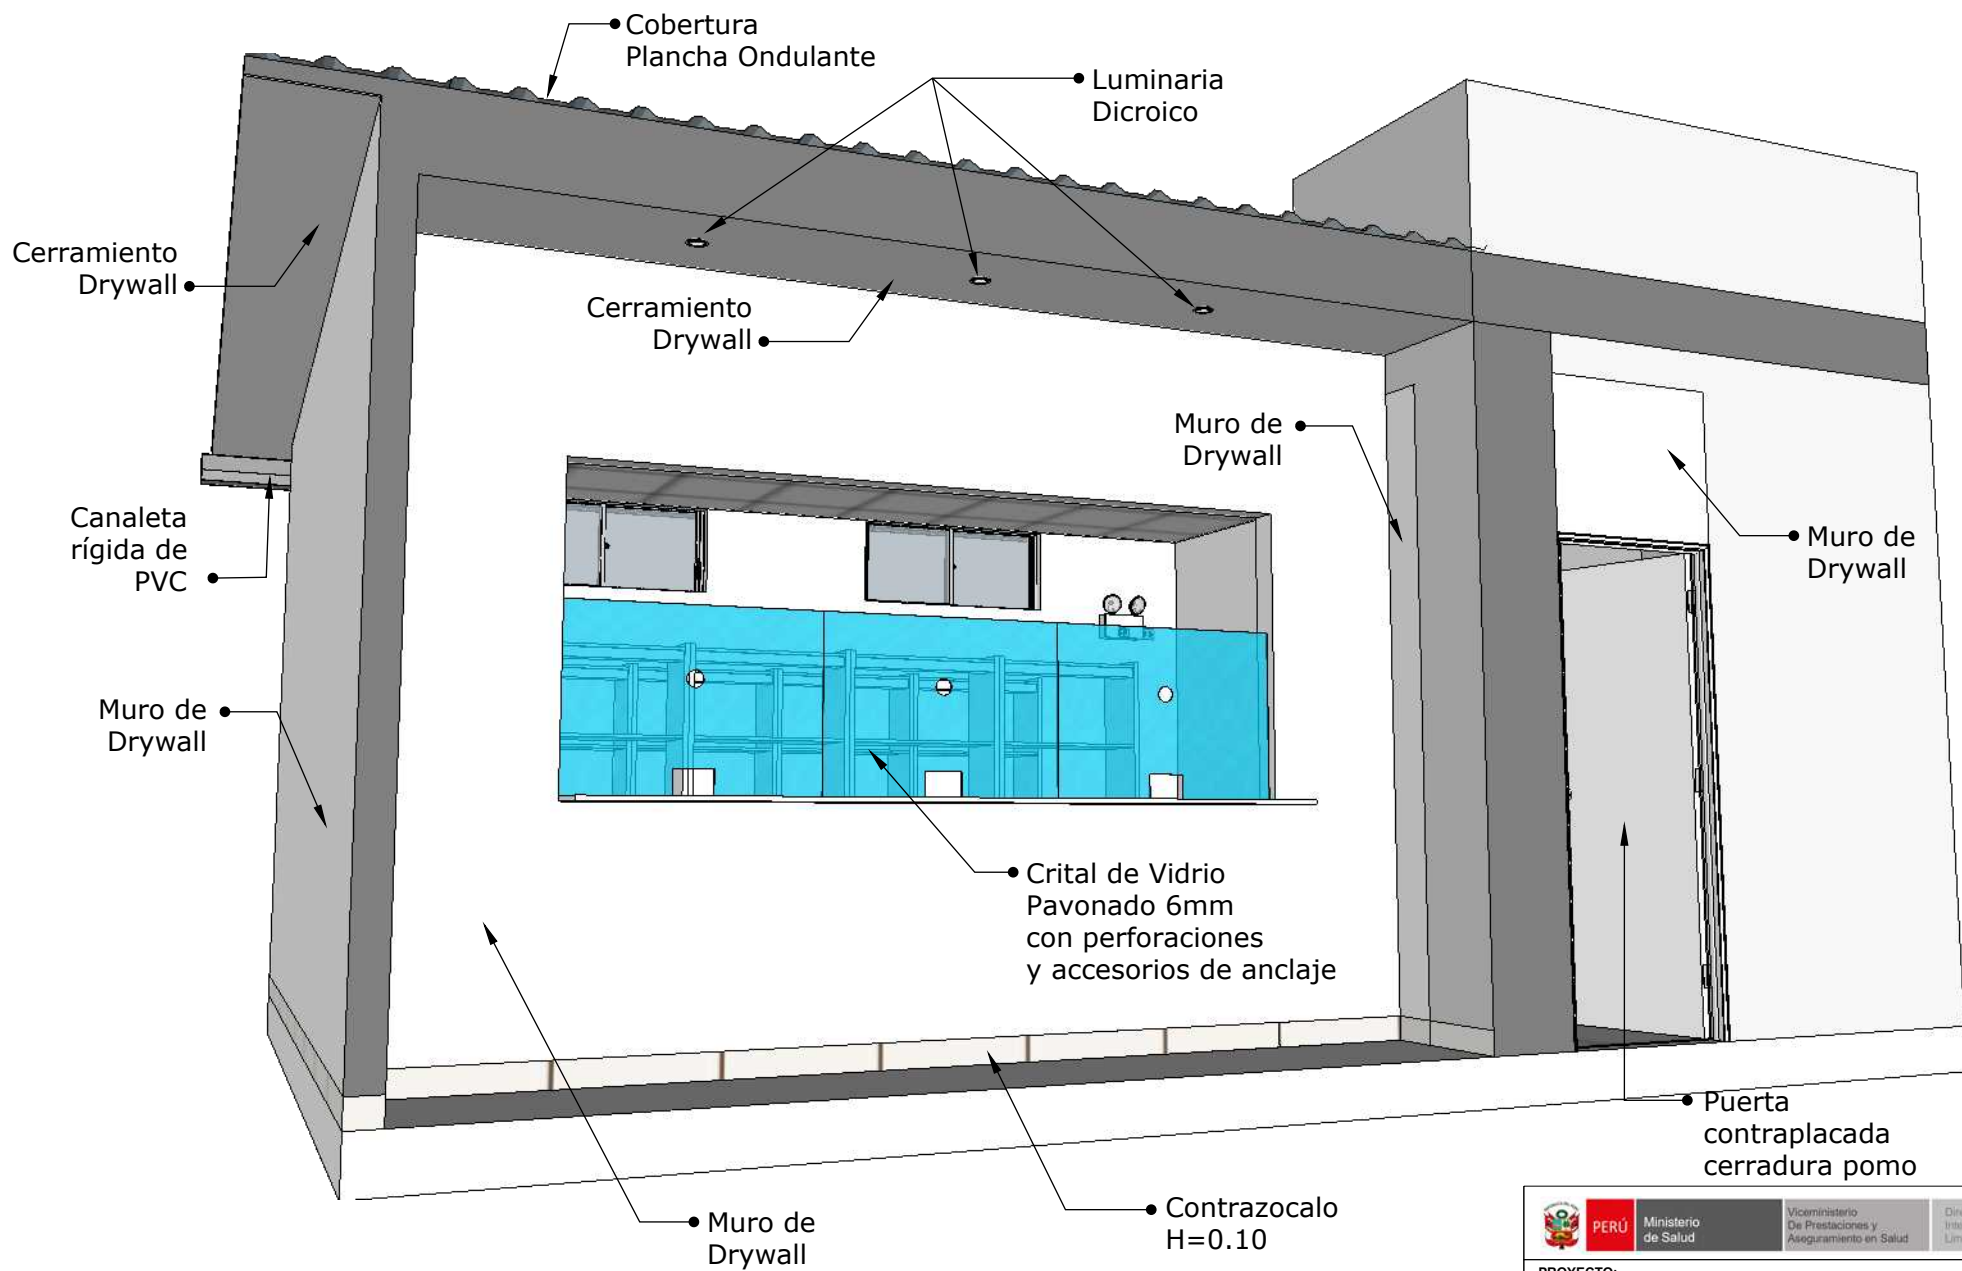 Cobertura
Plancha Ondulante
Luminaria
Dicroico
Cerramiento
Drywall
Cerramiento
Drywall
Muro de
Drywall
Muro de
Drywall
Canaleta
rígida de
PVC
Muro de
Drywall
Crital de Vidrio
Pavonado 6mm
con perforaciones
y accesorios de anclaje
Puerta
contraplacada
cerradura pomo
Contrazocalo
H=0.10
Muro de
Drywall
PERÚ
Ministerio
de Salud
Viceministerio
De Prestaciones y
Aseguramiento en Salud
PROYECTO: